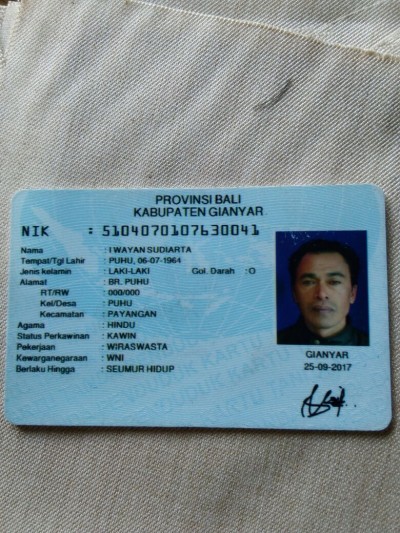 PROVINSI BALI
KABUPATEN GIANYAR
NIK : 5104070107630041
Nama : I WAYAN SUDIARTA
Tempat/Tgl Lahir : PUHU, 06-07-1964
Jenis kelamin : LAKI-LAKI Gol. Darah : O
Alamat : BR. PUHU
RT/RW : 000/000
Kel/Desa : PUHU
Kecamatan : PAYANGAN
Agama : HINDU
Status Perkawinan : KAWIN
Pekerjaan : WIRASWASTA
Kewarganegaraan : WNI
Berlaku Hingga : SEUMUR HIDUP
GIANYAR
25-09-2017